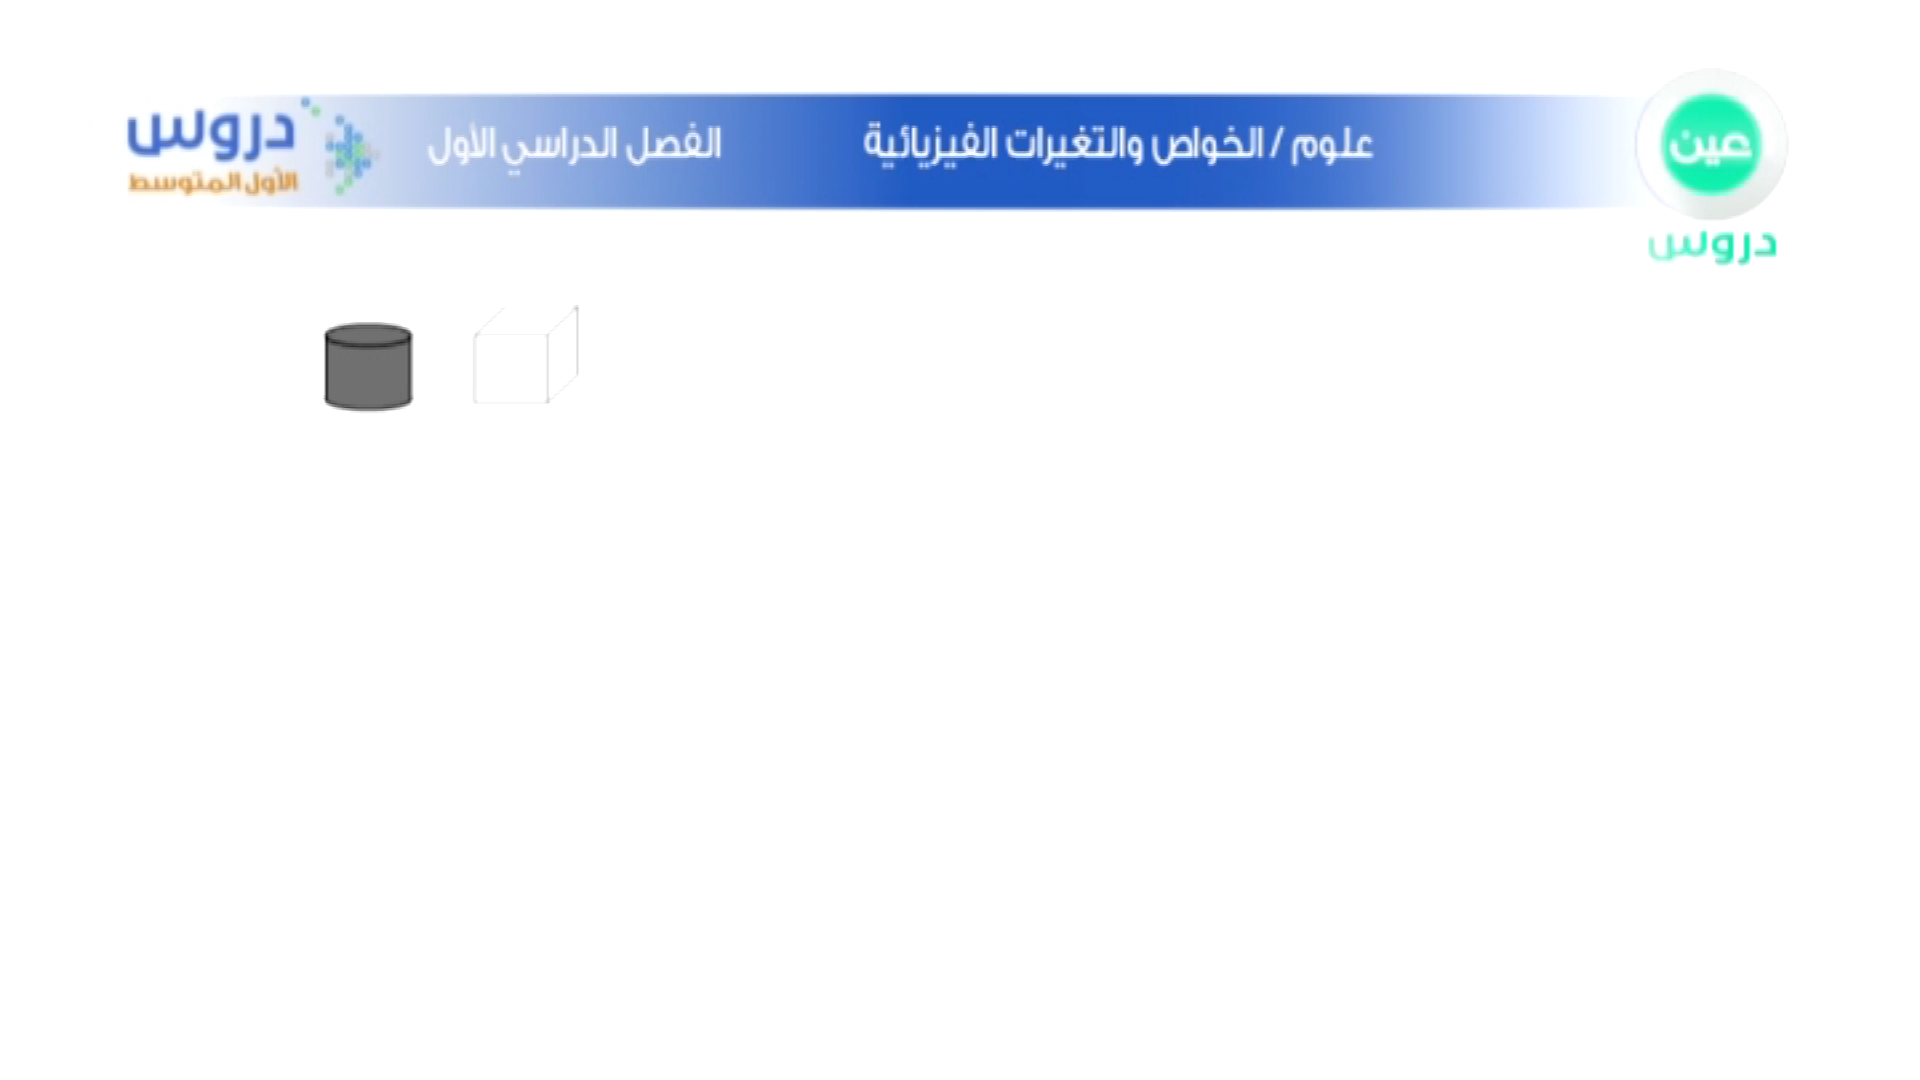 عين
دروس
علوم / الخواص والتغيرات الفيزيائية
الفصل الدراسي الأول
دروس
الأول المتوسط